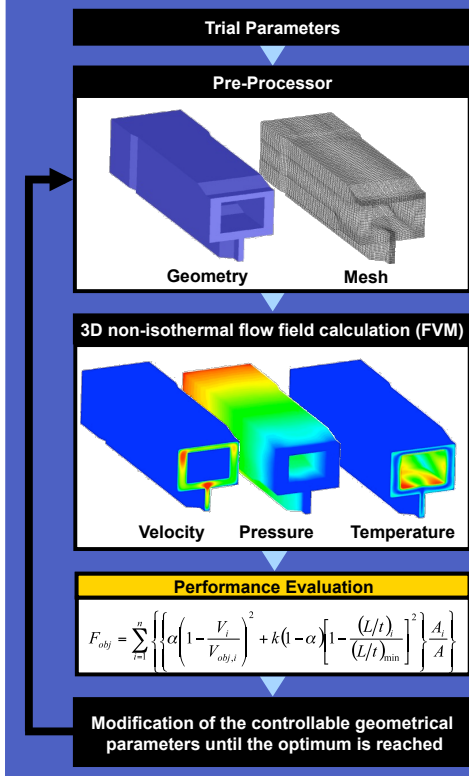 Trial Parameters
Pre-Processor
Geometry Mesh
3D non-isothermal flow field calculation (FVM)
Velocity Pressure Temperature
Performance Evaluation
F_{obj} = \sum_{i=1}^{n} \left\{ \left\{ \alpha \left( 1 - \frac{V_i}{V_{obj,i}} \right)^2 + k(1-\alpha) \left[ 1 - \frac{(L/t)_i}{(L/t)_{min}} \right]^2 \right\} \frac{A_i}{A} \right\}
Modification of the controllable geometrical
parameters until the optimum is reached